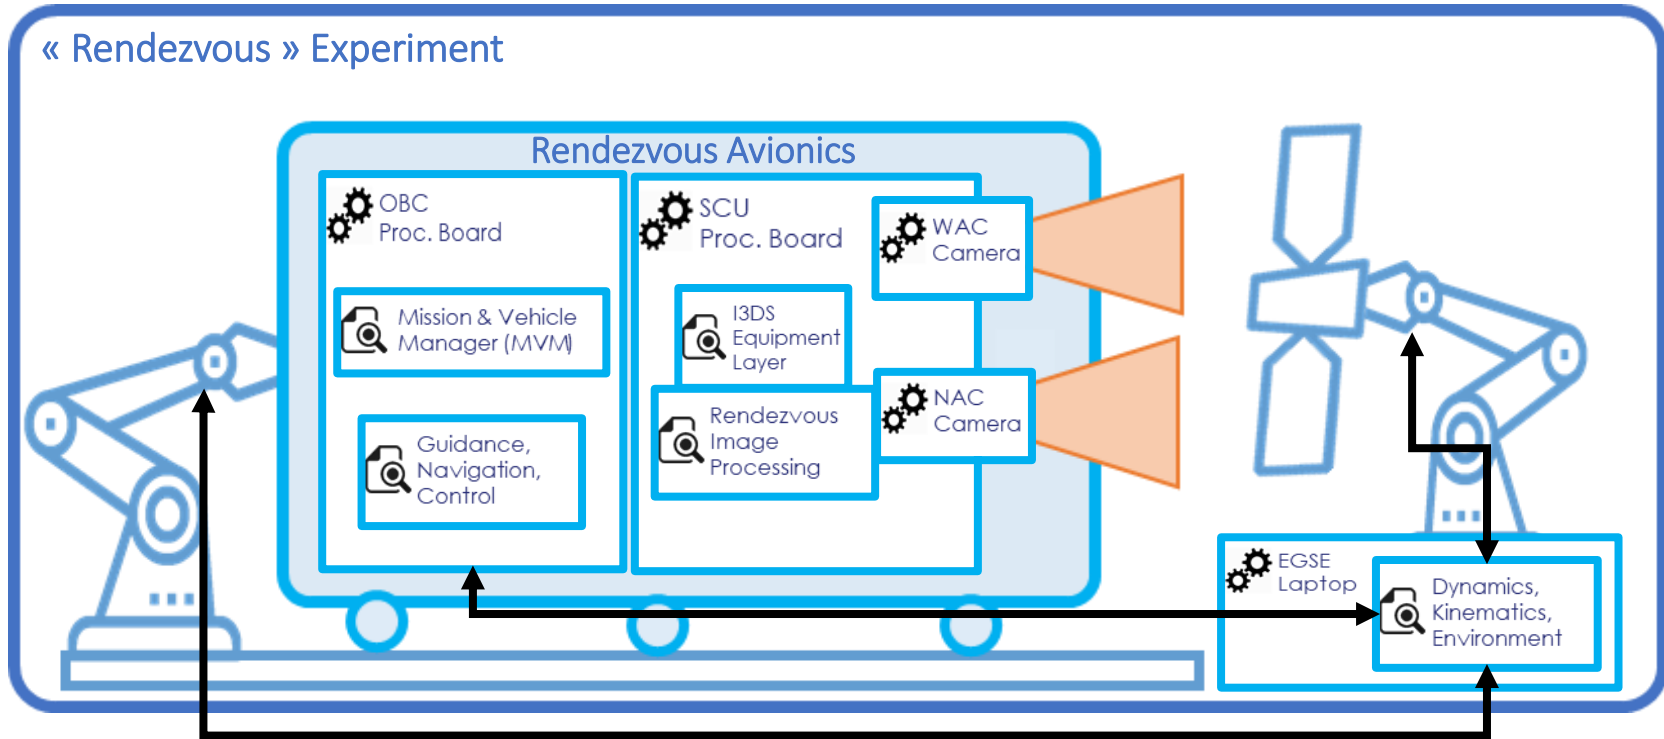 « Rendezvous » Experiment
Rendezvous Avionics
OBC
Proc. Board
Mission & Vehicle
Manager (MVM)
Guidance,
Navigation,
Control
SCU
Proc. Board
I3DS
Equipment
Layer
Rendezvous
Image
Processing
WAC
Camera
NAC
Camera
EGSE
Laptop
Dynamics,
Kinematics,
Environment